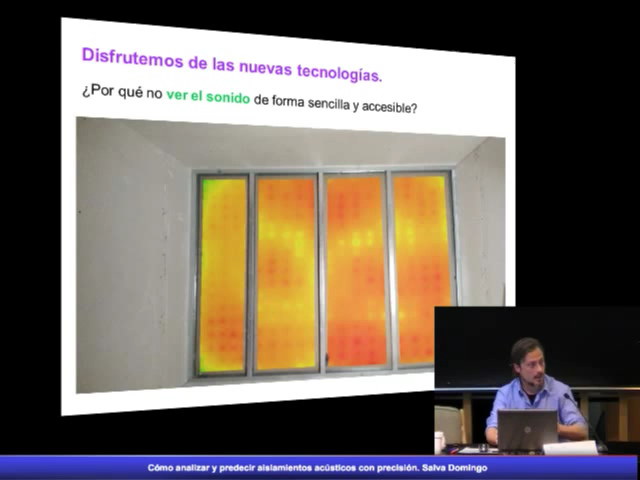 Disfrutemos de las nuevas tecnologías.
¿Por qué no ver el sonido de forma sencilla y accesible?
Cómo analizar y predecir aislamientos acústicos con precisión. Salva Domingo